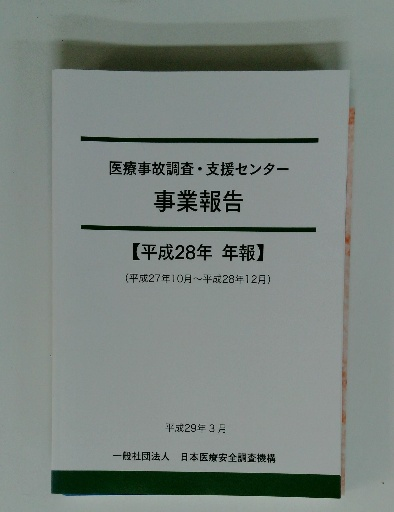 医療事故調査・支援センター
事業報告
【平成28年 年報】
(平成27年10月～平成28年12月)
平成29年3月
一般社団法人 日本医療安全調査機構